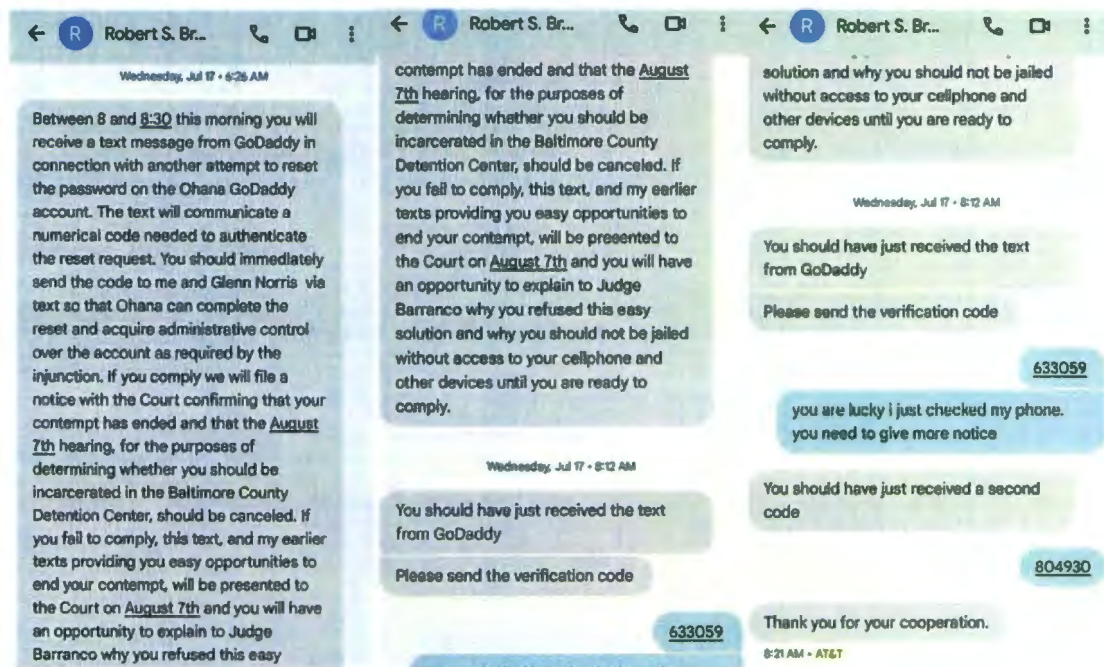 R Robert S. Br...
Wednesday, Jul 17 • 6:26 AM
Between 8 and 8:30 this morning you will
receive a text message from GoDaddy in
connection with another attempt to reset
the password on the Ohana GoDaddy
account. The text will communicate a
numerical code needed to authenticate
the reset request. You should immediately
send the code to me and Glenn Norris via
text so that Ohana can complete the
reset and acquire administrative control
over the account as required by the
injunction. If you comply we will file a
notice with the Court confirming that your
contempt has ended and that the August
7th hearing, for the purposes of
determining whether you should be
incarcerated in the Baltimore County
Detention Center, should be canceled. If
you fail to comply, this text, and my earlier
texts providing you easy opportunities to
end your contempt, will be presented to
the Court on August 7th and you will have
an opportunity to explain to Judge
Barranco why you refused this easy
R Robert S. Br...
contempt has ended and that the August
7th hearing, for the purposes of
determining whether you should be
incarcerated in the Baltimore County
Detention Center, should be canceled. If
you fail to comply, this text, and my earlier
texts providing you easy opportunities to
end your contempt, will be presented to
the Court on August 7th and you will have
an opportunity to explain to Judge
Barranco why you refused this easy
solution and why you should not be jailed
without access to your cellphone and
other devices until you are ready to
comply.
Wednesday, Jul 17 • 8:12 AM
You should have just received the text
from GoDaddy
Please send the verification code
633059
R Robert S. Br...
solution and why you should not be jailed
without access to your cellphone and
other devices until you are ready to
comply.
Wednesday, Jul 17 • 8:12 AM
You should have just received the text
from GoDaddy
Please send the verification code
633059
you are lucky i just checked my phone.
you need to give more notice
You should have just received a second
code
804930
Thank you for your cooperation.
8:21 AM • AT&T